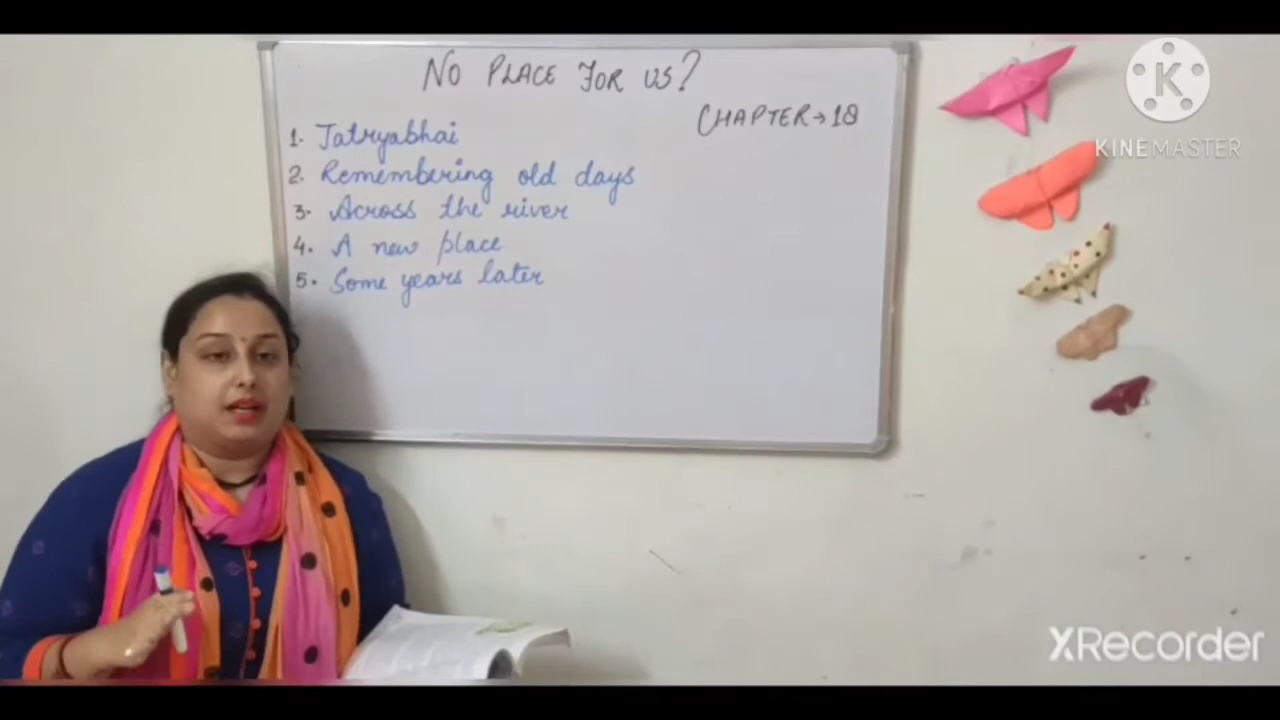 NO PLACE FOR US?
CHAPTER → 18
1. Jatryabhai
2. Remembering old days
3. Across the river
4. A new place
5. Some years later
K
KINEMASTER
XRecorder